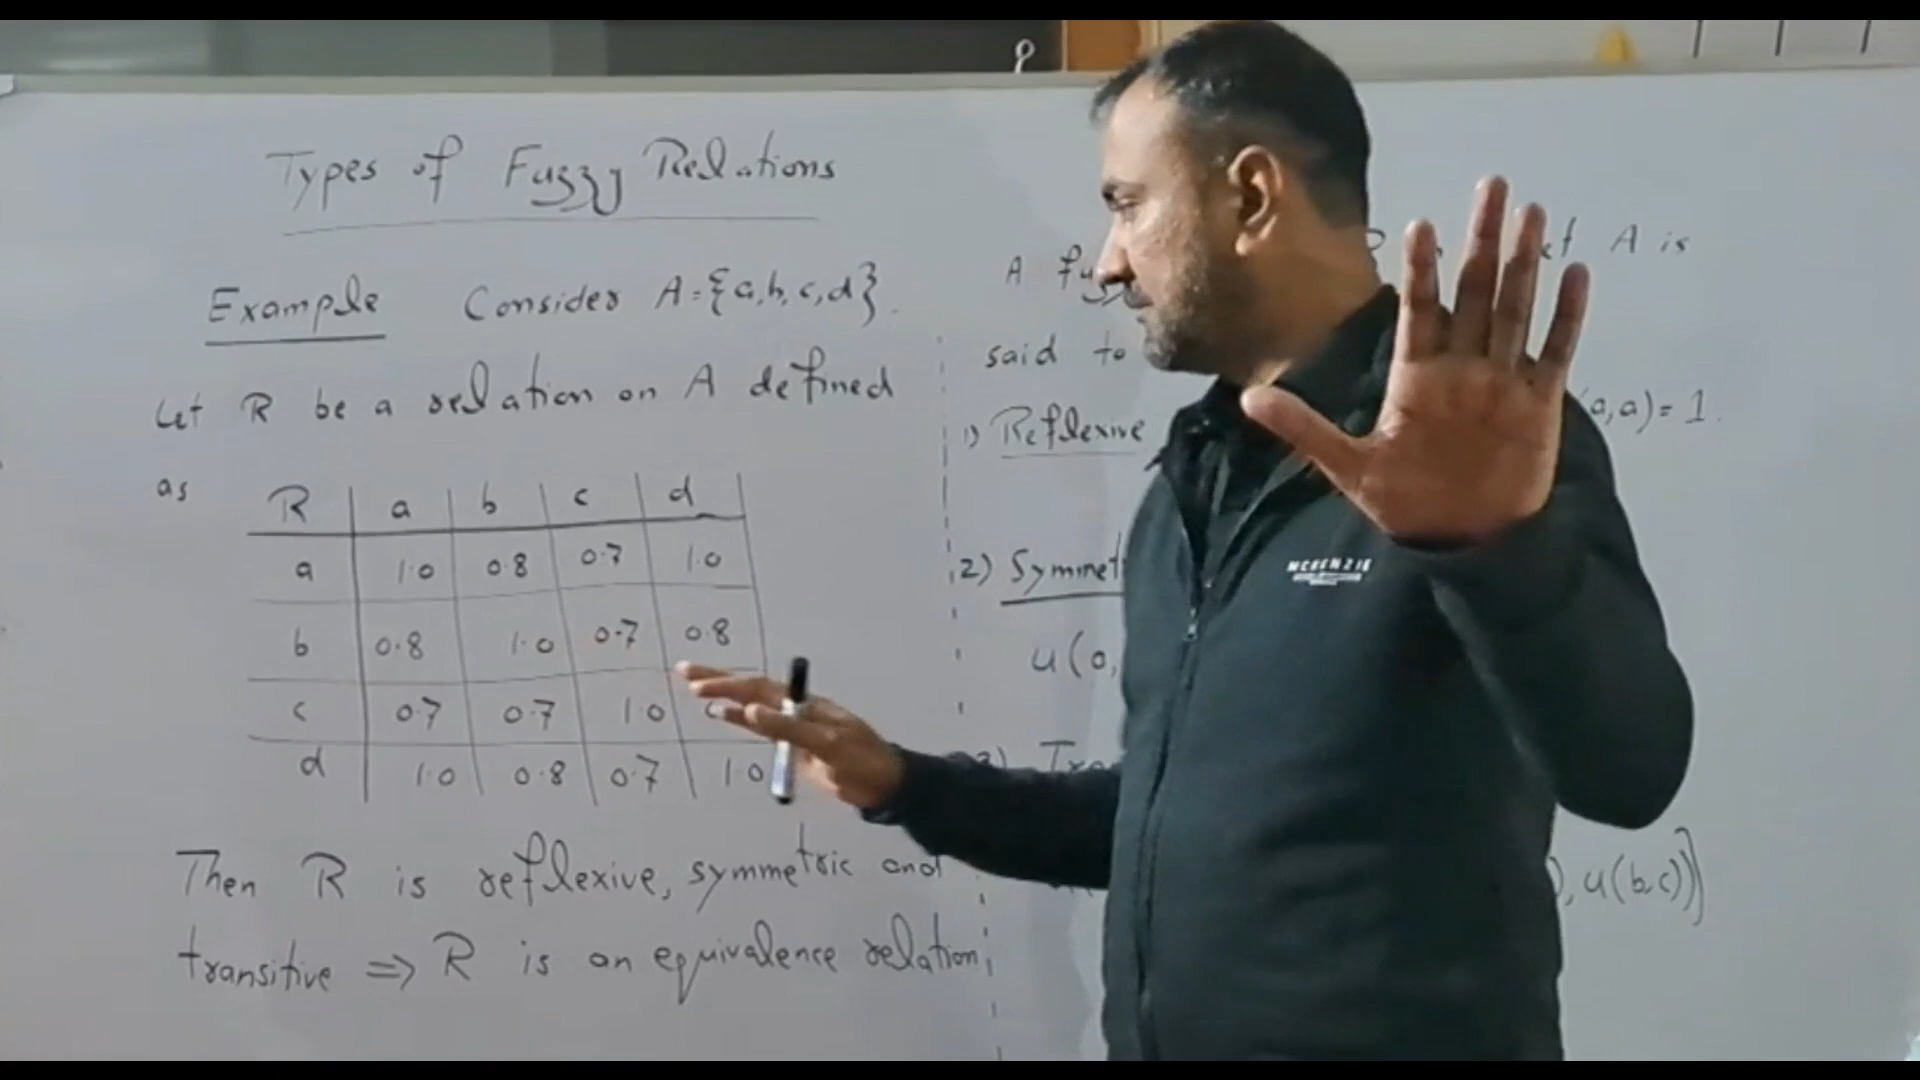 Types of Fuzzy Relations
Example Consider A={a,b,c,d}.
Let R be a relation on A defined
as
R a b c d
a 1.0 0.8 0.7 1.0
b 0.8 1.0 0.7 0.8
c 0.7 0.7 1.0
d 1.0 0.8 0.7 1.0
Then R is reflexive, symmetric and
transitive => R is an equivalence relation
A is
said to
1) Reflexive (a,a)=1.
2)
3)
,u(b,c))]
MCKENZIE